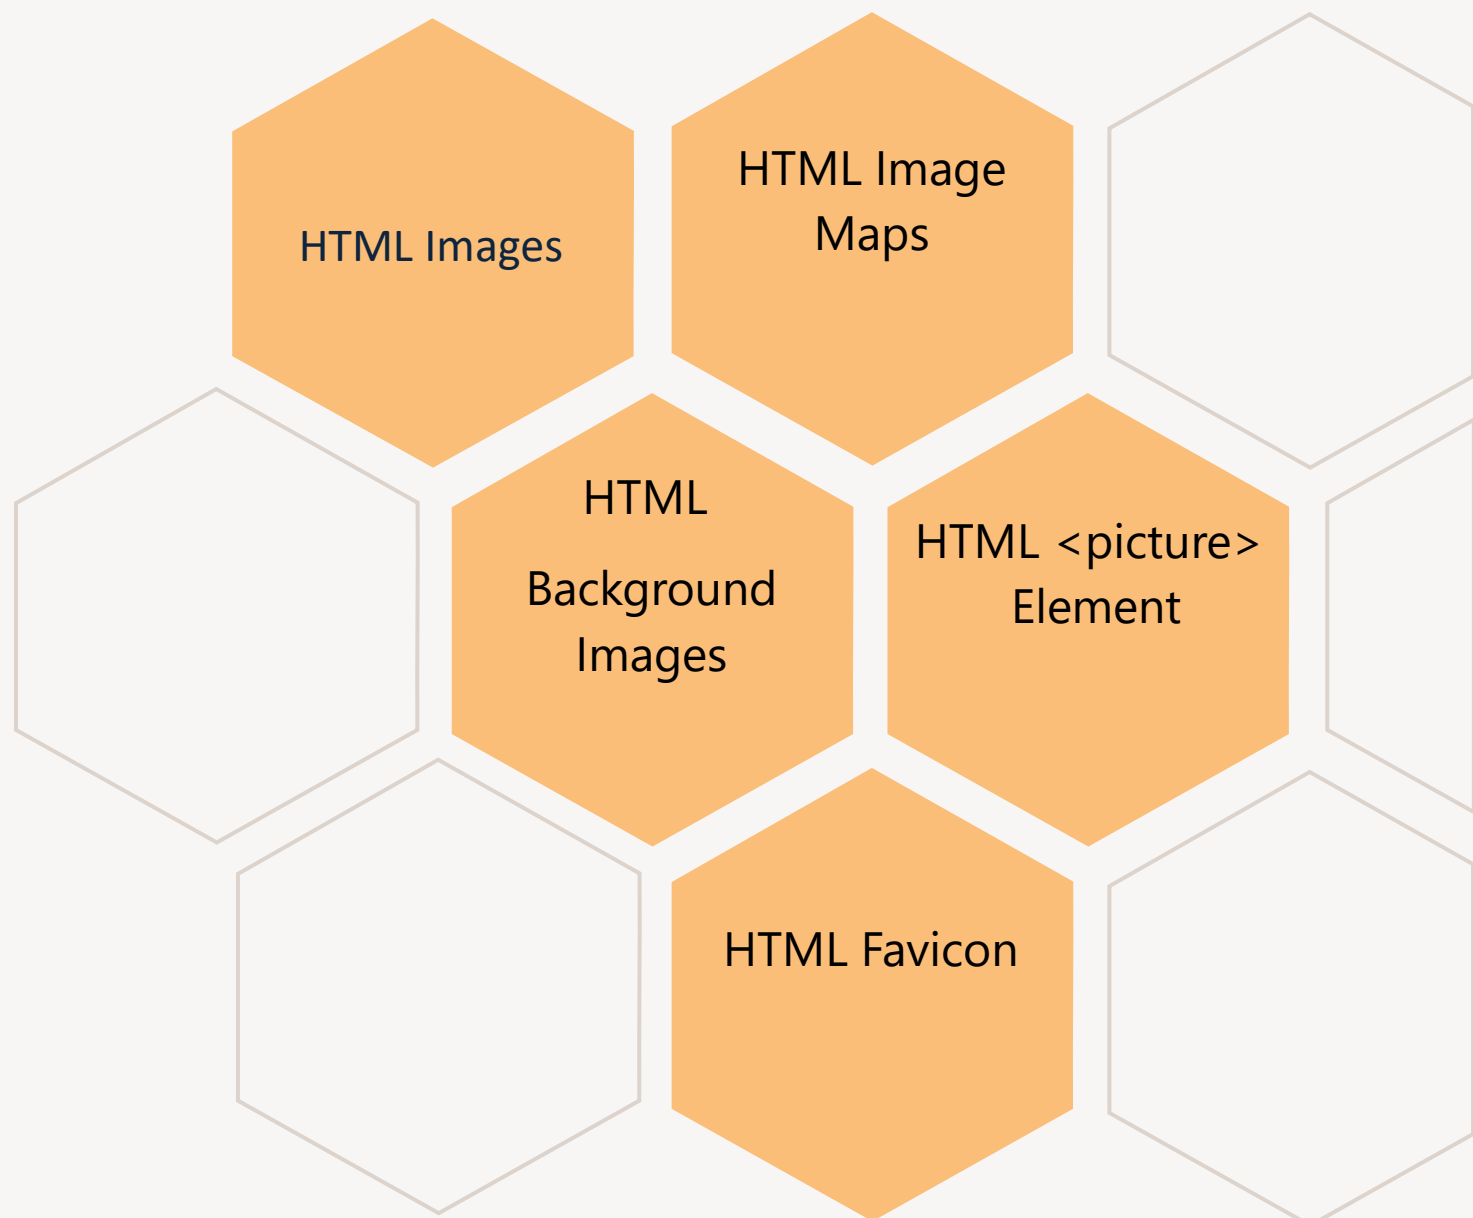 HTML Images
HTML Image
Maps
HTML
Background
Images
HTML <picture>
Element
HTML Favicon